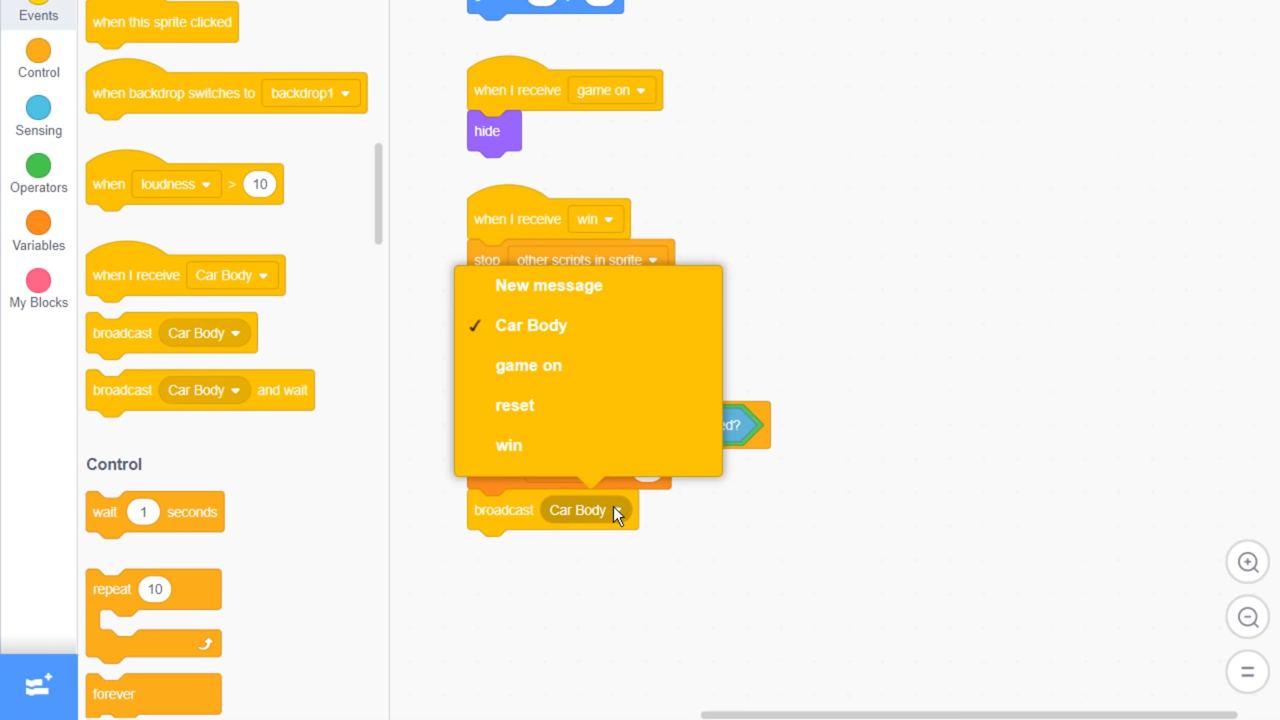 Events
Control
Sensing
Operators
Variables
My Blocks
when this sprite clicked
when backdrop switches to backdrop1
when loudness > 10
when I receive Car Body
broadcast Car Body
broadcast Car Body and wait
Control
wait 1 seconds
repeat 10
forever
when I receive game on
hide
when I receive win
stop other scripts in sprite
New message
✓ Car Body
game on
reset
win
ed?
broadcast Car Body